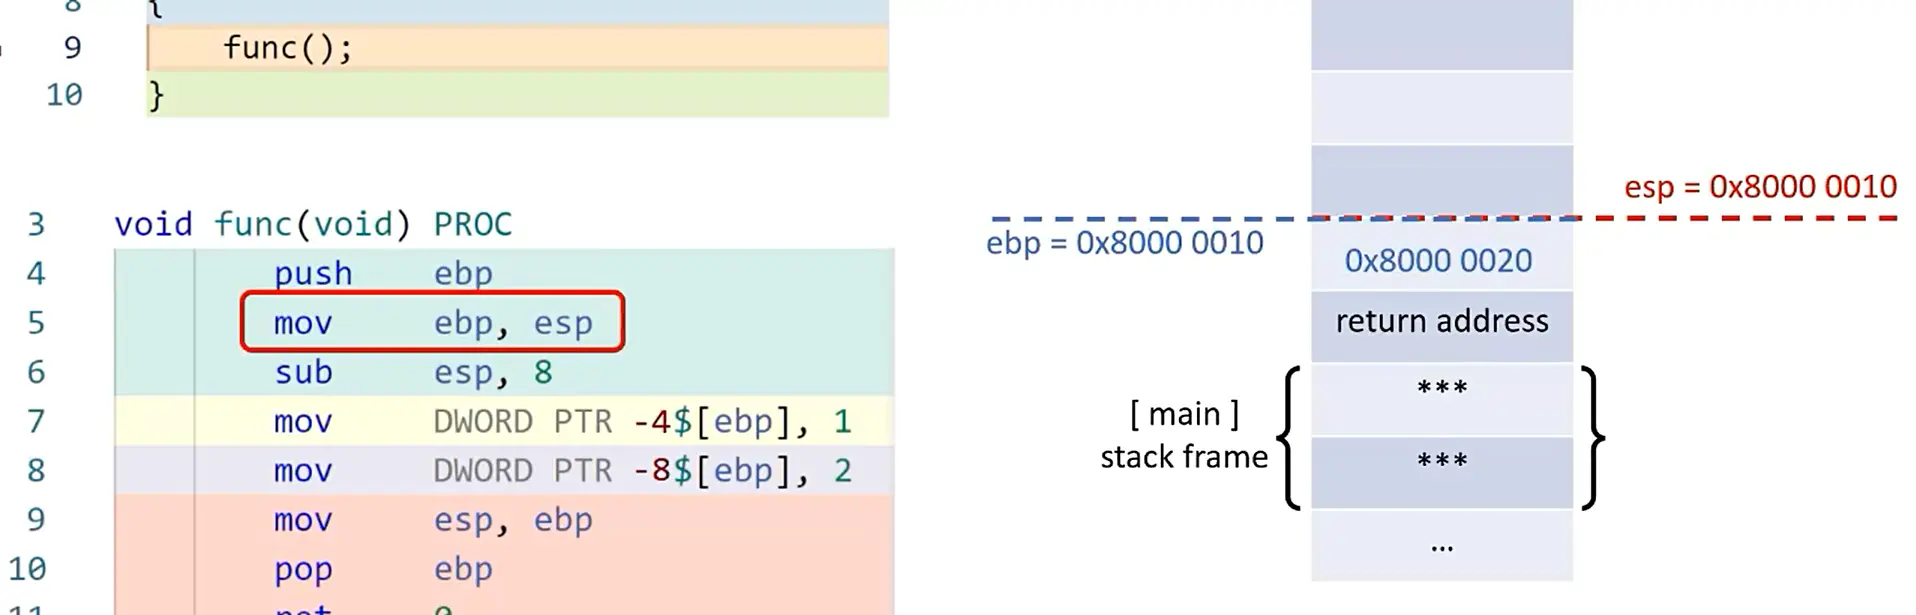 8 {
9 func();
10 }
3 void func(void) PROC
4 push ebp
5 mov ebp, esp
6 sub esp, 8
7 mov DWORD PTR -4$[ebp], 1
8 mov DWORD PTR -8$[ebp], 2
9 mov esp, ebp
10 pop ebp
11 ret 0
esp = 0x8000 0010
ebp = 0x8000 0010
0x8000 0020
return address
[ main ]
stack frame
***
***
...